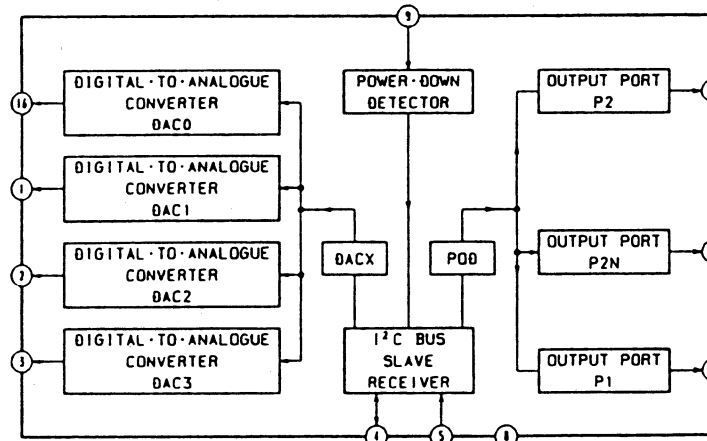 9
DIGITAL·TO·ANALOGUE
CONVERTER
DAC0
16
POWER·DOWN
DETECTOR
OUTPUT PORT
P2
DIGITAL·TO·ANALOGUE
CONVERTER
DAC1
1
DIGITAL·TO·ANALOGUE
CONVERTER
DAC2
2
DACX
POD
OUTPUT PORT
P2N
DIGITAL·TO·ANALOGUE
CONVERTER
DAC3
3
I²C BUS
SLAVE
RECEIVER
OUTPUT PORT
P1
4
5
8